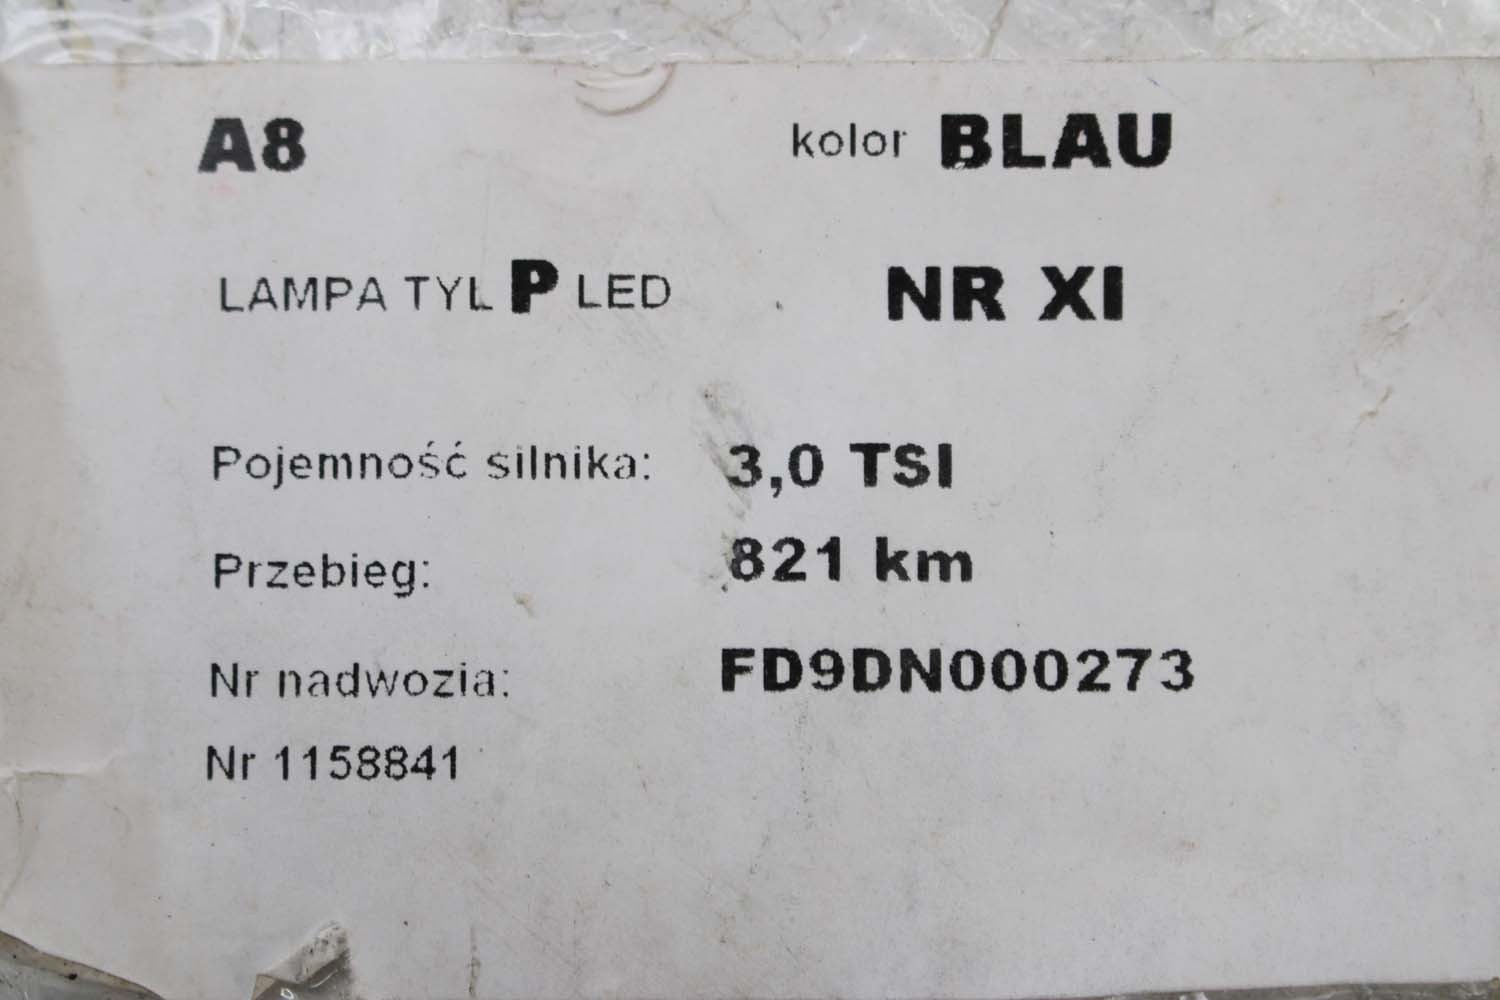 A8 kolor BLAU
LAMPA TYL P LED NR XI
Pojemność silnika: 3,0 TSI
Przebieg: 821 km
Nr nadwozia: FD9DN000273
Nr 1158841